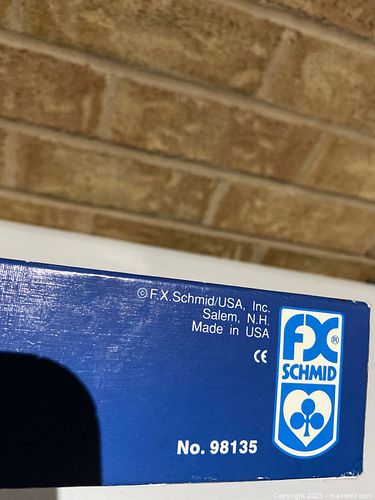 © F.X.Schmid/USA, Inc.
Salem, N.H.
Made in USA
CE
FX®
SCHMID
No. 98135
Copyright 2025 - maxsold.com